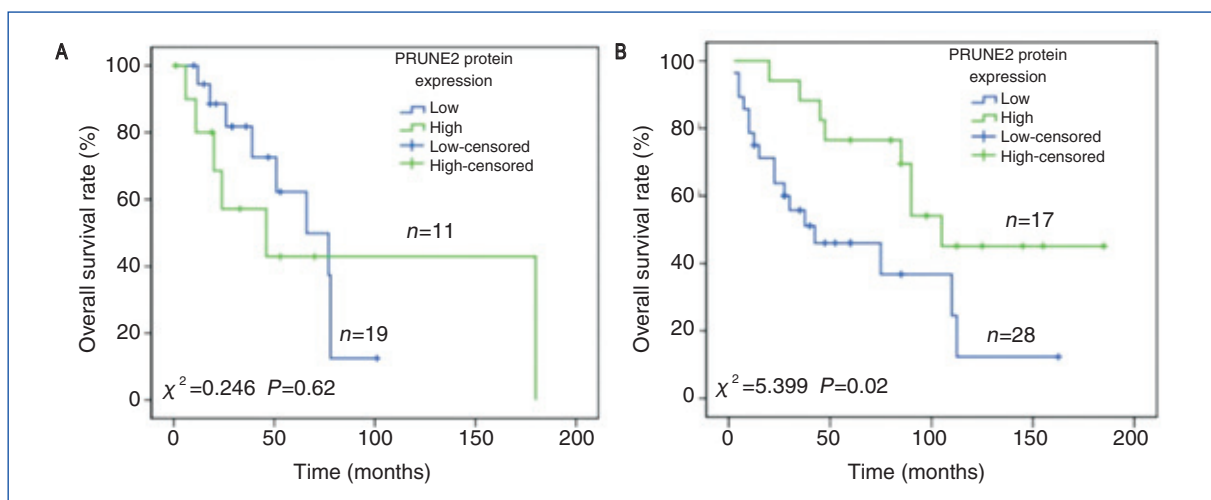 A
PRUNE2 protein
expression
Low
High
Low-censored
High-censored
100
80
60
40
20
0
Overall survival rate (%)
n=11
n=19
χ²=0.246 P=0.62
0 50 100 150 200
Time (months)
B
PRUNE2 protein
expression
Low
High
Low-censored
High-censored
100
80
60
40
20
0
Overall survival rate (%)
n=17
n=28
χ²=5.399 P=0.02
0 50 100 150 200
Time (months)